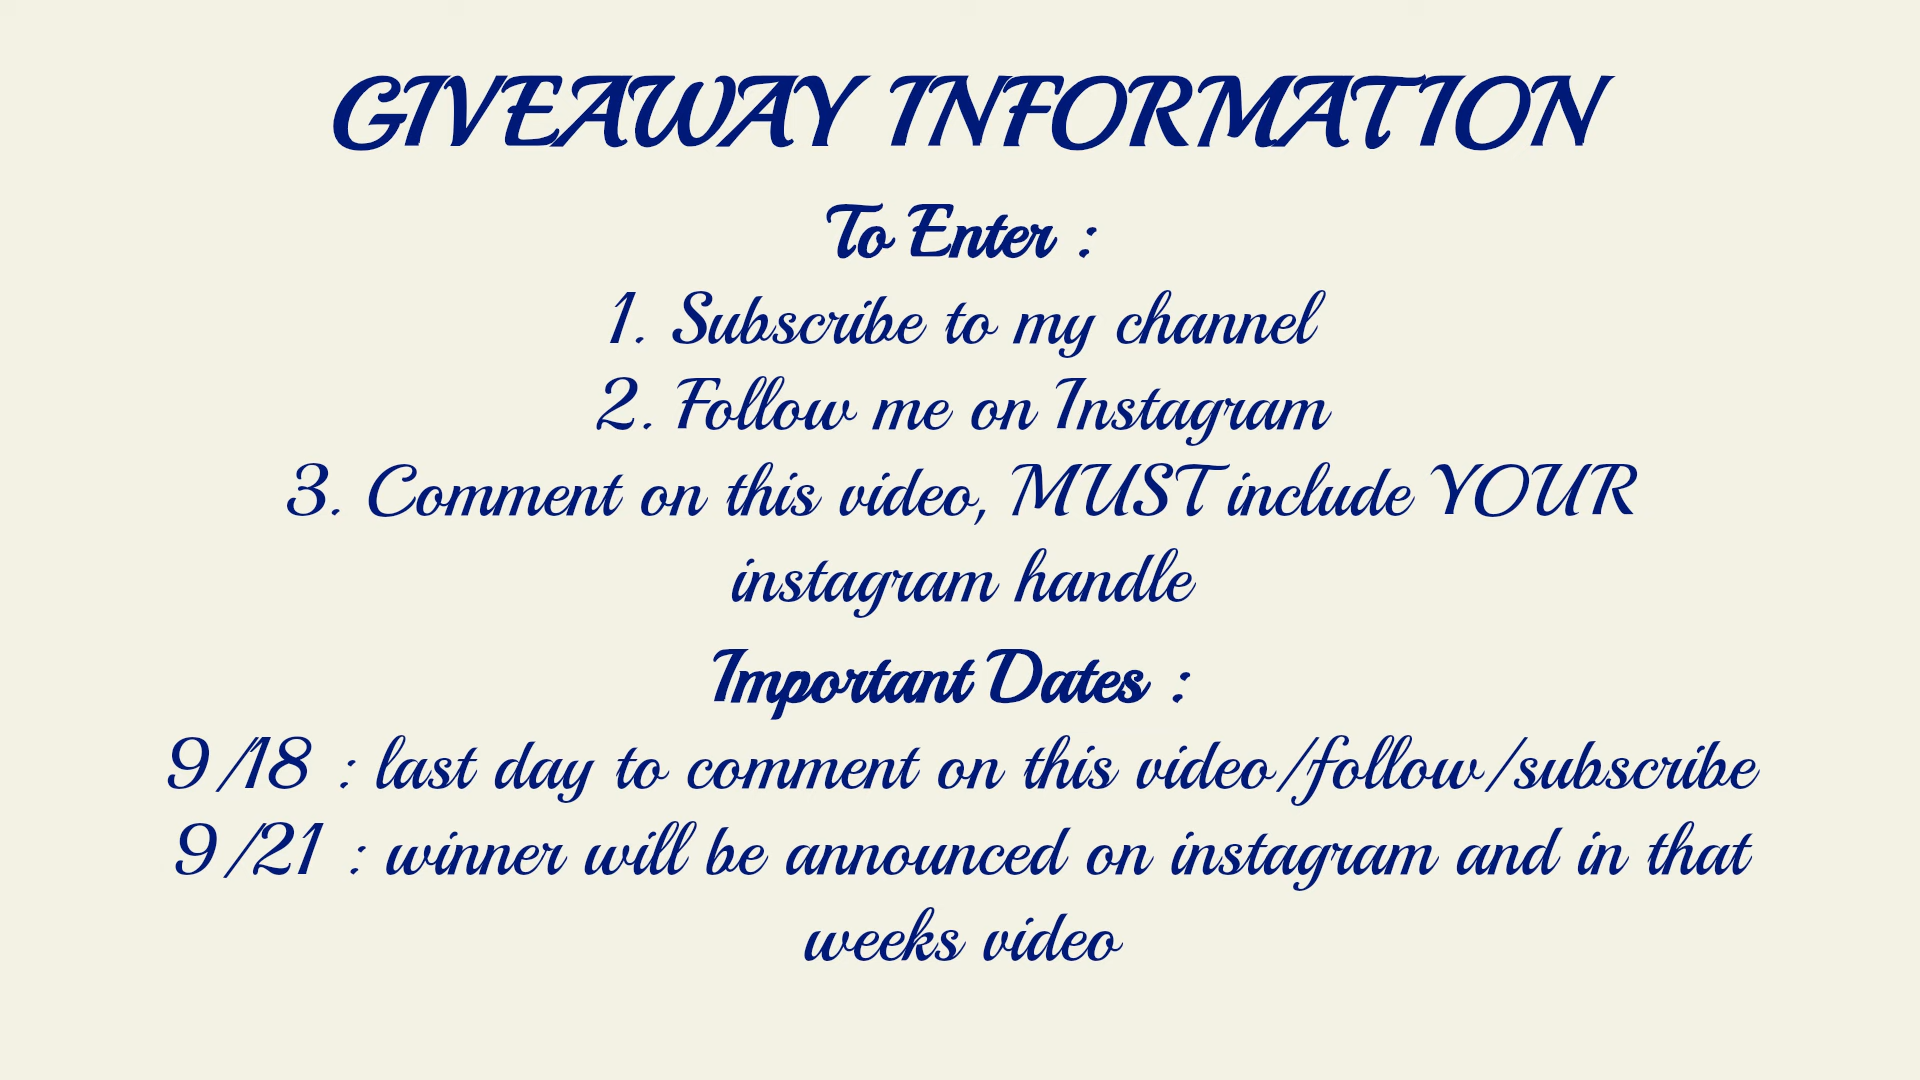 GIVEAWAY INFORMATION
To Enter :
1. Subscribe to my channel
2. Follow me on Instagram
3. Comment on this video, MUST include YOUR
instagram handle
Important Dates :
9/18 : last day to comment on this video/follow/subscribe
9/21 : winner will be announced on instagram and in that
weeks video